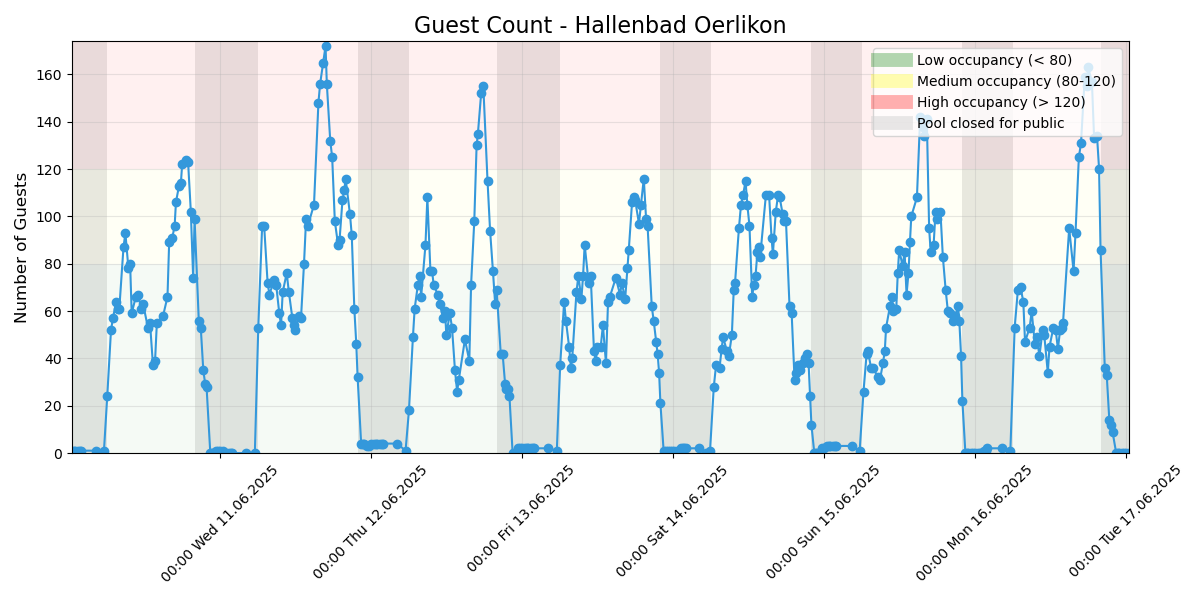 Guest Count - Hallenbad Oerlikon
Number of Guests
160
140
120
100
80
60
40
20
0
Low occupancy (< 80)
Medium occupancy (80-120)
High occupancy (> 120)
Pool closed for public
00:00 Wed 11.06.2025
00:00 Thu 12.06.2025
00:00 Fri 13.06.2025
00:00 Sat 14.06.2025
00:00 Sun 15.06.2025
00:00 Mon 16.06.2025
00:00 Tue 17.06.2025